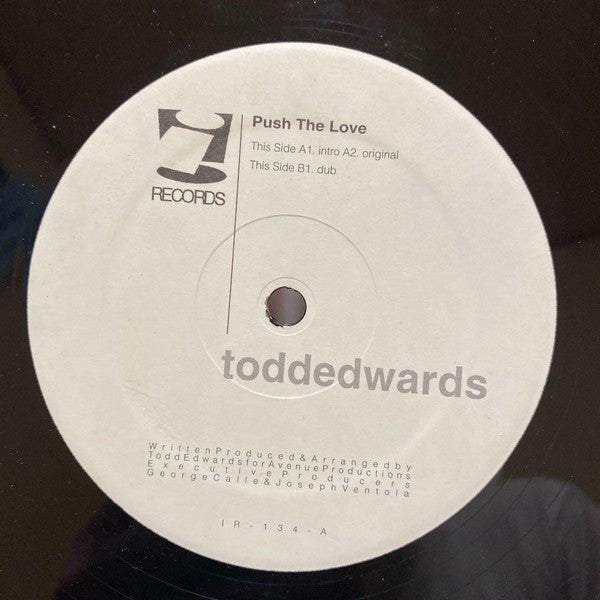 i
RECORDS
Push The Love
This Side A1. intro A2. original
This Side B1. dub
toddedwards
WrittenProduced&Arrangedby
ToddEdwardsforAvenueProductions
ExecutiveProducers
GeorgeCalle&JosephVentola
IR-134-A